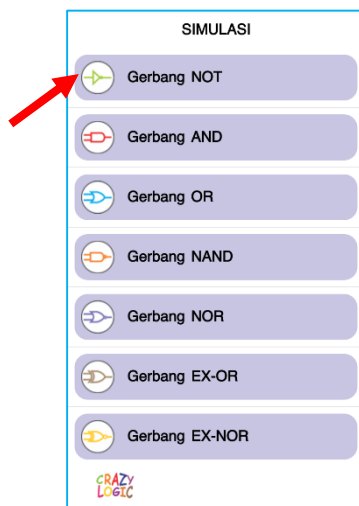 SIMULASI
Gerbang NOT
Gerbang AND
Gerbang OR
Gerbang NAND
Gerbang NOR
Gerbang EX-OR
Gerbang EX-NOR
CRAZY
LOGIC